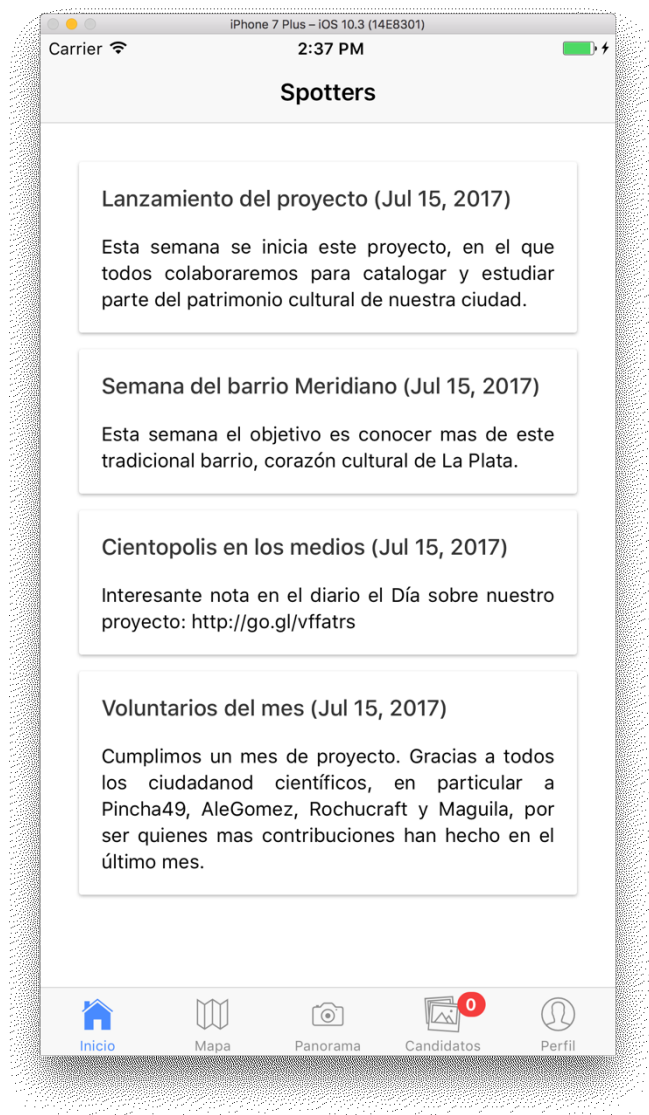 iPhone 7 Plus – iOS 10.3 (14E8301)
Carrier 2:37 PM
Spotters
Lanzamiento del proyecto (Jul 15, 2017)
Esta semana se inicia este proyecto, en el que
todos colaboraremos para catalogar y estudiar
parte del patrimonio cultural de nuestra ciudad.
Semana del barrio Meridiano (Jul 15, 2017)
Esta semana el objetivo es conocer mas de este
tradicional barrio, corazón cultural de La Plata.
Cientopolis en los medios (Jul 15, 2017)
Interesante nota en el diario el Día sobre nuestro
proyecto: http://go.gl/vffatrs
Voluntarios del mes (Jul 15, 2017)
Cumplimos un mes de proyecto. Gracias a todos
los ciudadanod científicos, en particular a
Pincha49, AleGomez, Rochucraft y Maguila, por
ser quienes mas contribuciones han hecho en el
último mes.
0
Inicio Mapa Panorama Candidatos Perfil